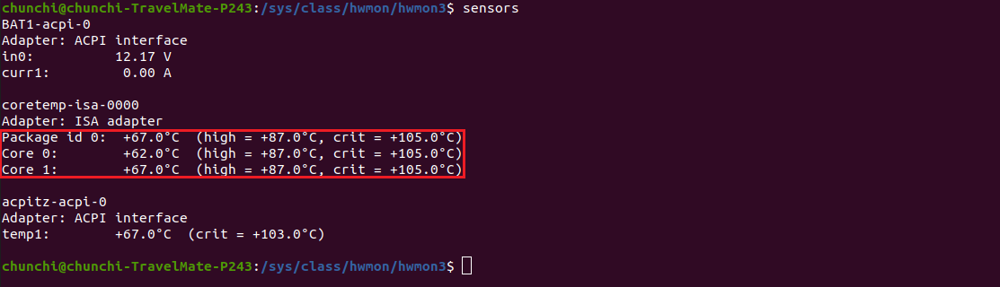 chunchi@chunchi-TravelMate-P243:/sys/class/hwmon/hwmon3$ sensors
BAT1-acpi-0
Adapter: ACPI interface
in0:          12.17 V
curr1:         0.00 A

coretemp-isa-0000
Adapter: ISA adapter
Package id 0:  +67.0°C  (high = +87.0°C, crit = +105.0°C)
Core 0:        +62.0°C  (high = +87.0°C, crit = +105.0°C)
Core 1:        +67.0°C  (high = +87.0°C, crit = +105.0°C)

acpitz-acpi-0
Adapter: ACPI interface
temp1:        +67.0°C  (crit = +103.0°C)

chunchi@chunchi-TravelMate-P243:/sys/class/hwmon/hwmon3$